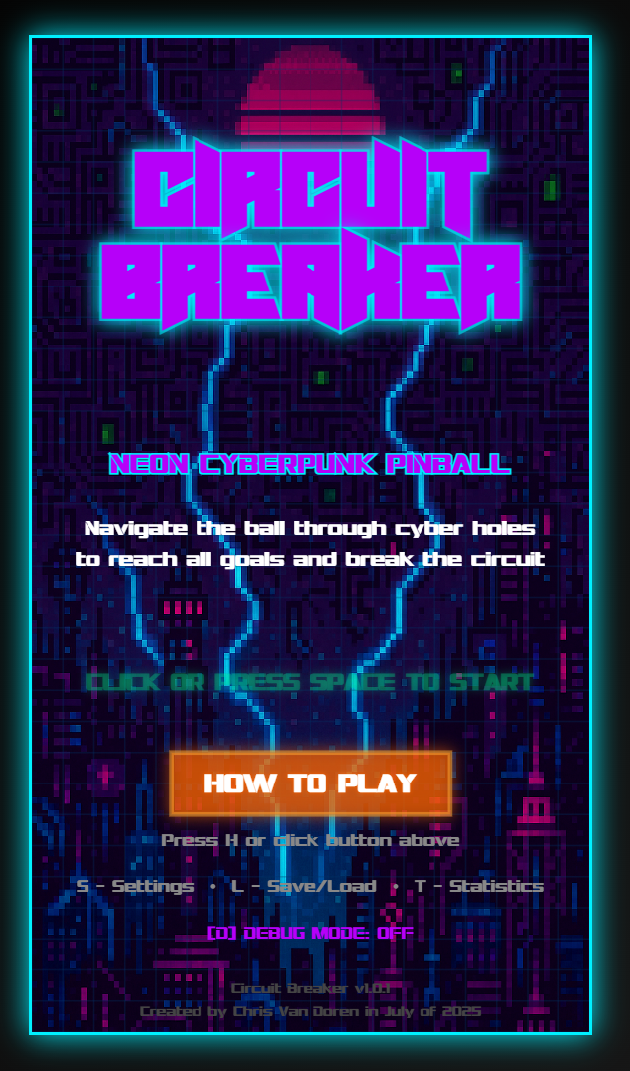 CIRCUIT
BREAKER
NEON CYBERPUNK PINBALL
Navigate the ball through cyber holes
to reach all goals and break the circuit
CLICK OR PRESS SPACE TO START
HOW TO PLAY
Press H or click button above
S - Settings • L - Save/Load • T - Statistics
[D] DEBUG MODE: OFF
Circuit Breaker v1.0.1
Created by Chris Van Doren in July of 2025